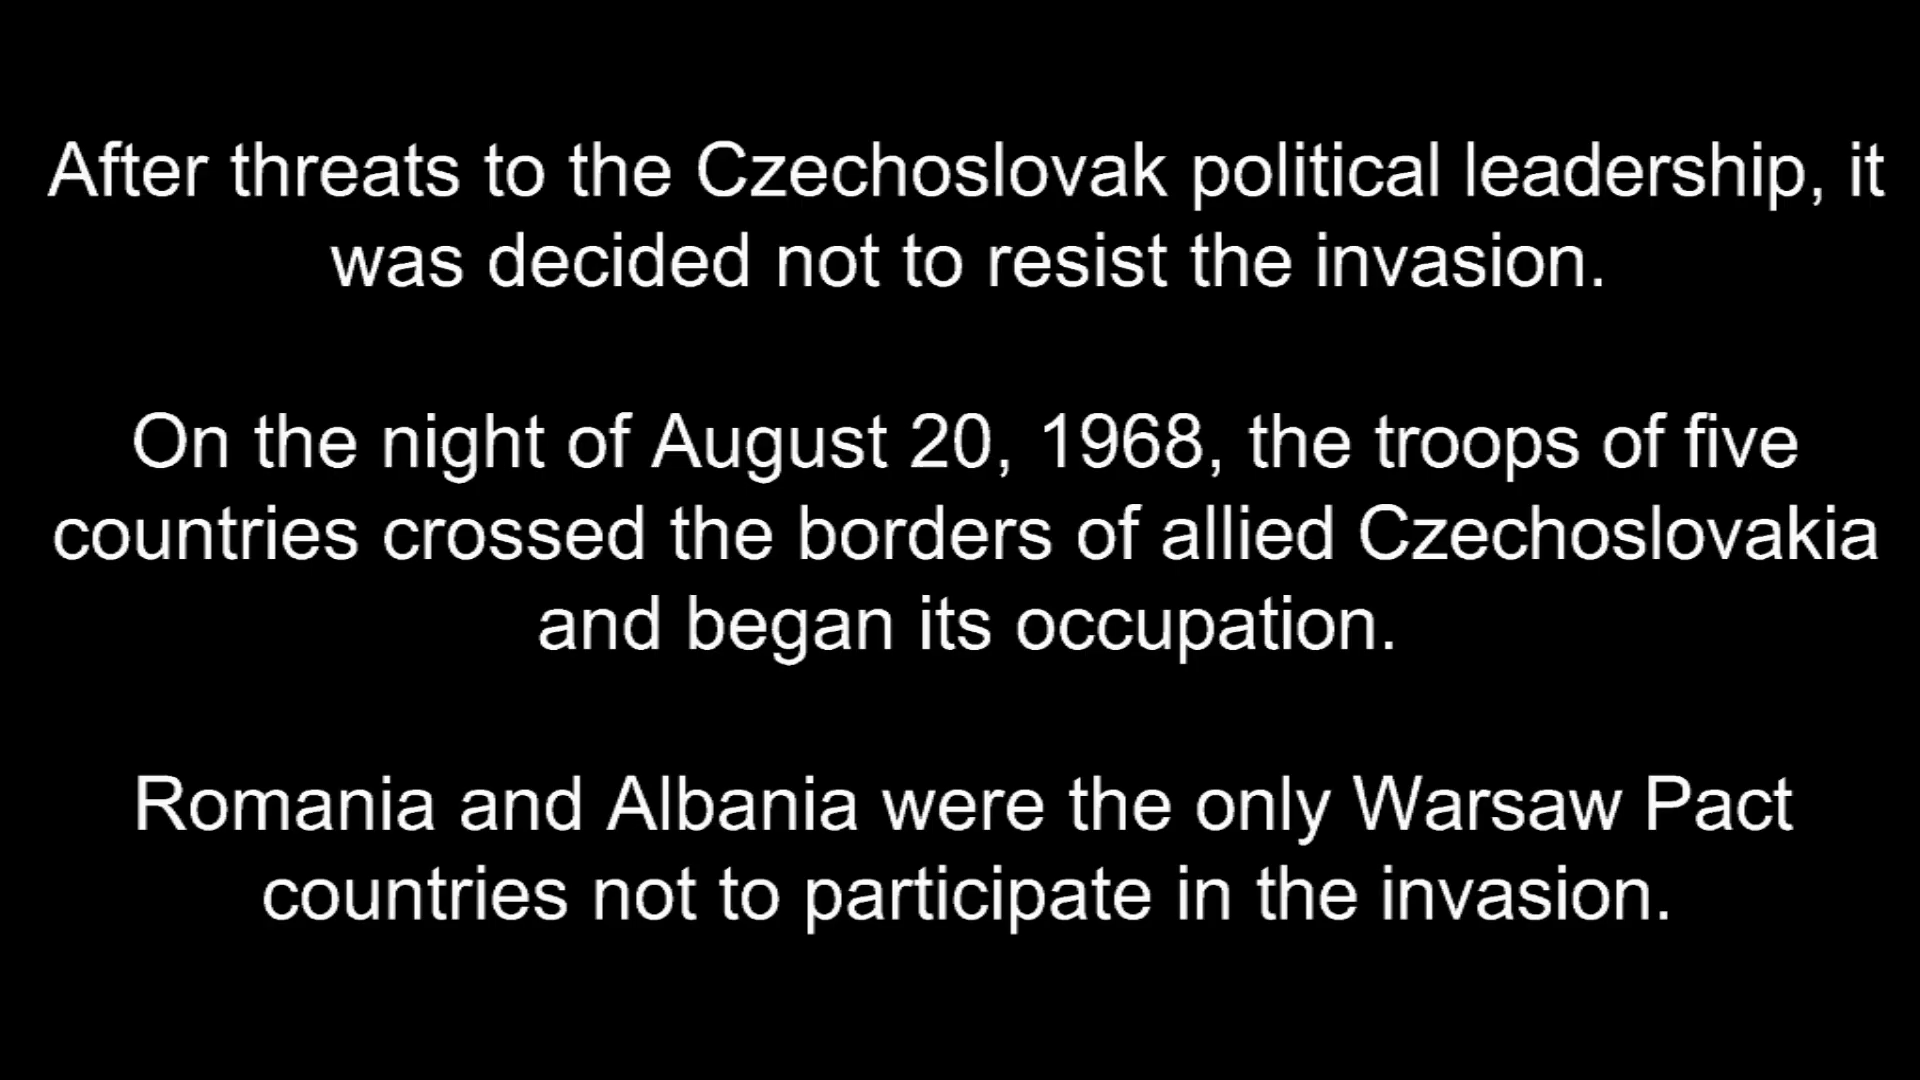 After threats to the Czechoslovak political leadership, it
was decided not to resist the invasion.
On the night of August 20, 1968, the troops of five
countries crossed the borders of allied Czechoslovakia
and began its occupation.
Romania and Albania were the only Warsaw Pact
countries not to participate in the invasion.